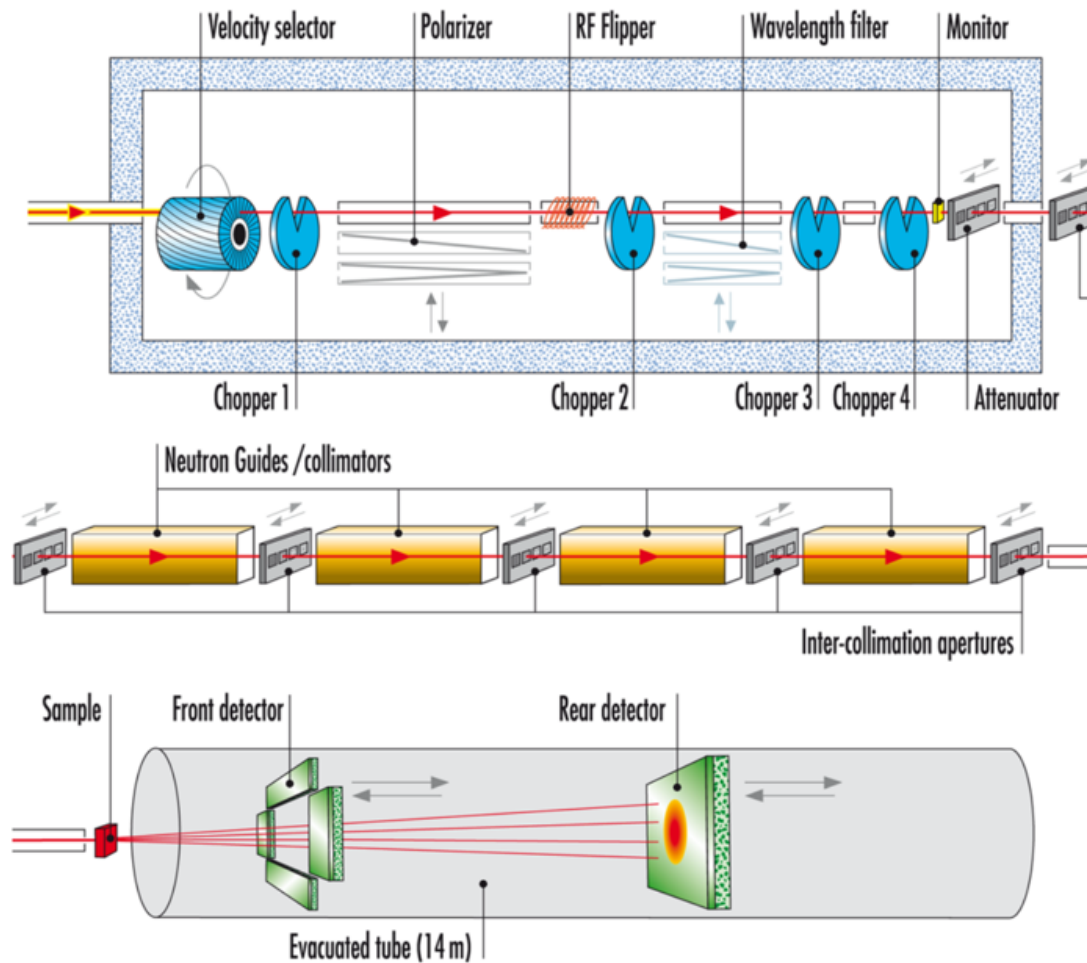 Velocity selector
Polarizer
RF Flipper
Wavelength filter
Monitor
Chopper 1
Chopper 2
Chopper 3
Chopper 4
Attenuator
Neutron Guides /collimators
Inter-collimation apertures
Sample
Front detector
Rear detector
Evacuated tube (14 m)